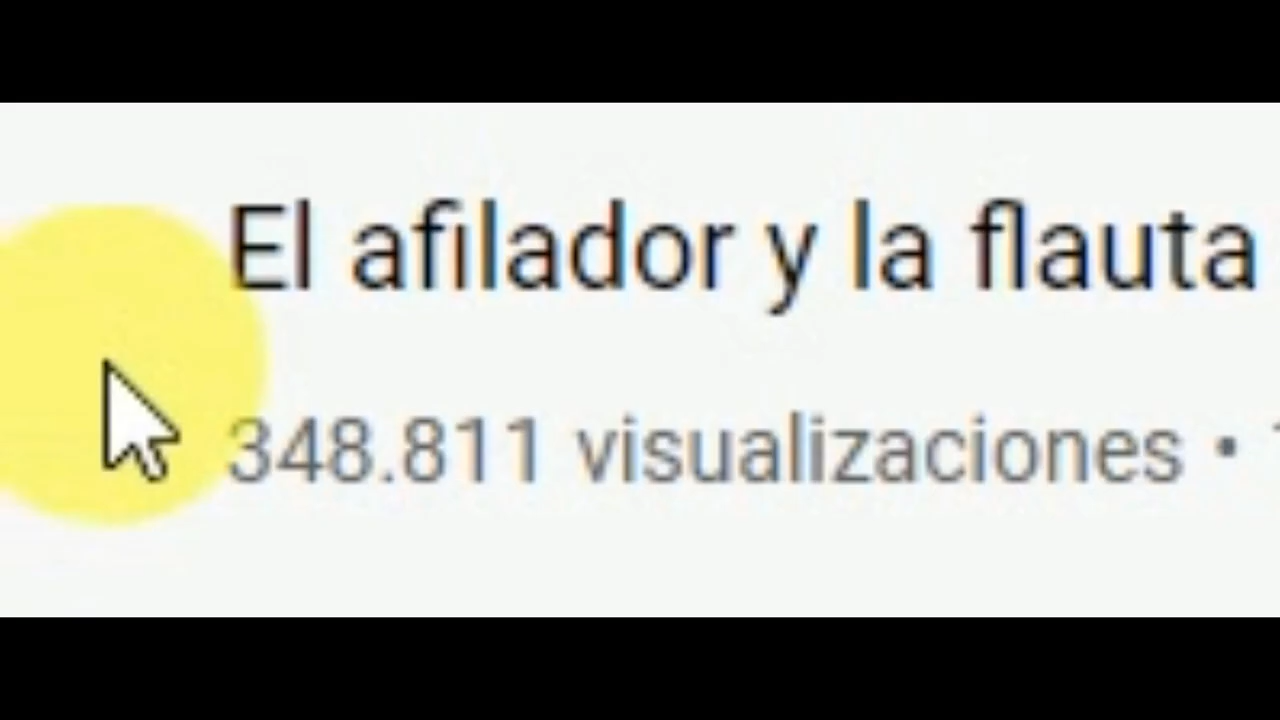 El afilador y la flauta
348.811 visualizaciones •